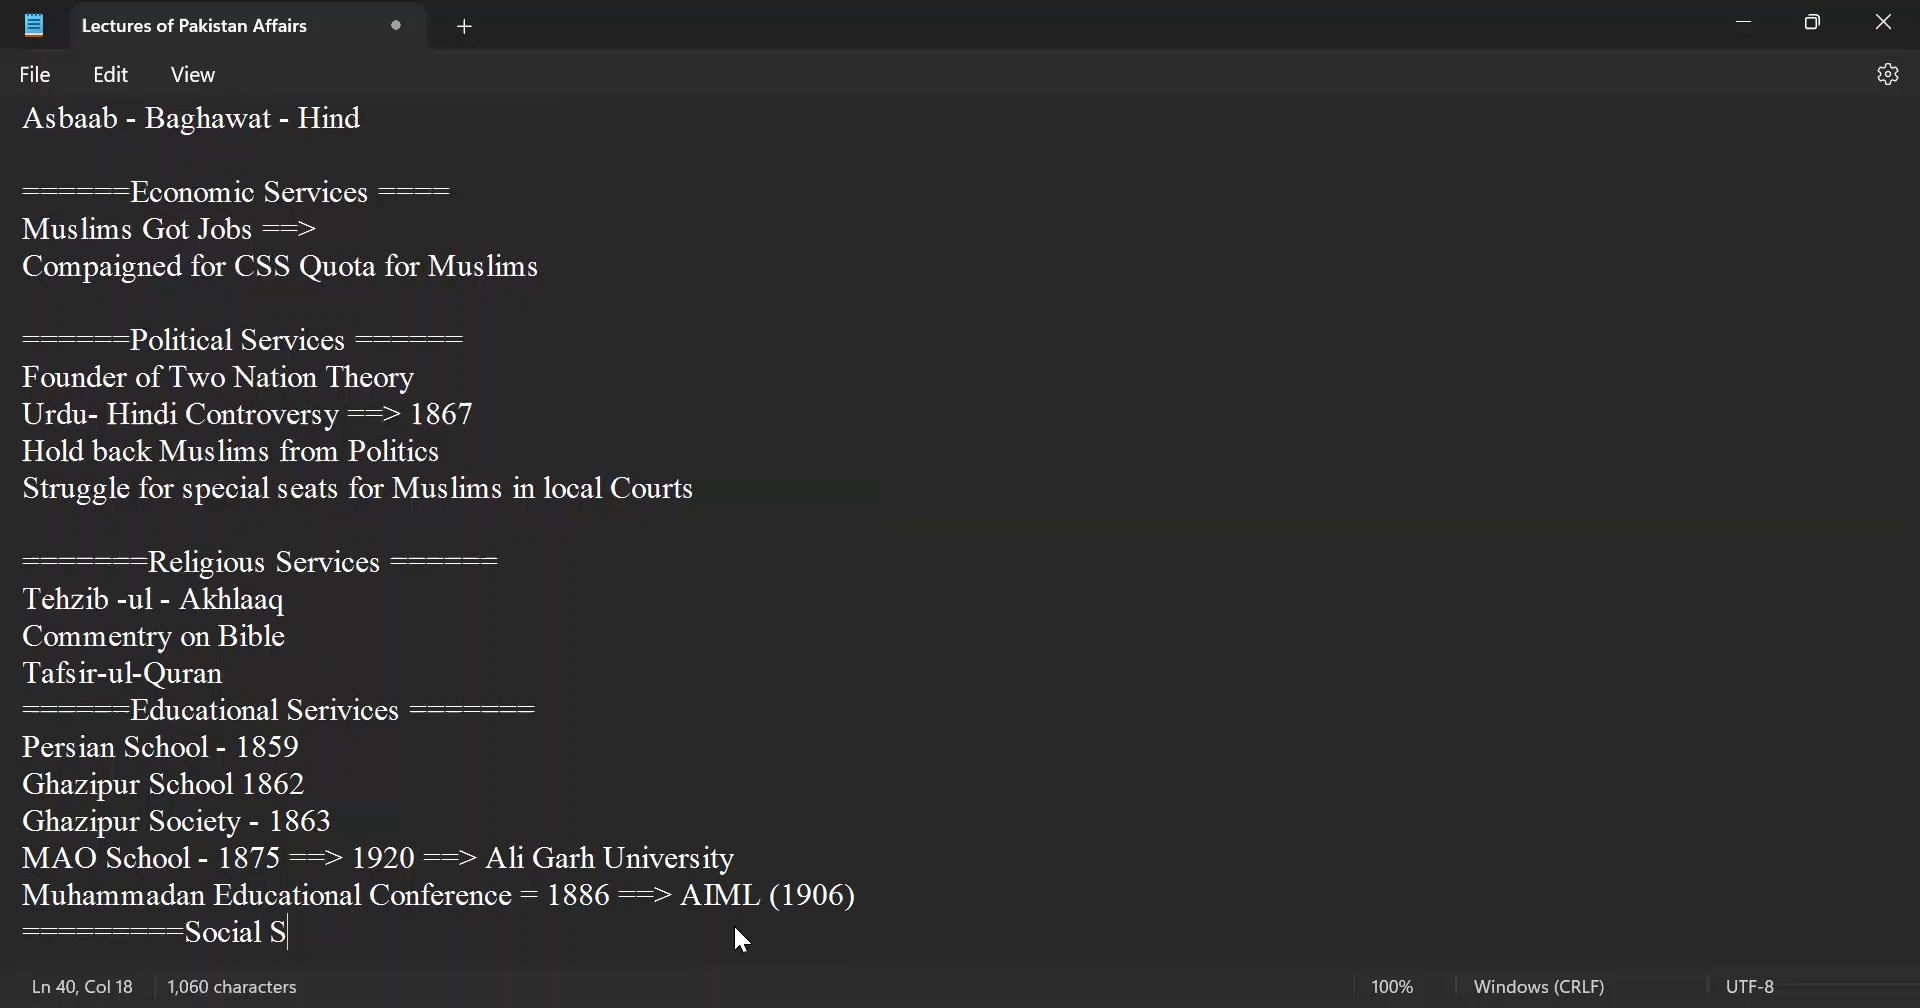 Lectures of Pakistan Affairs
File Edit View
Asbaab - Baghawat - Hind
======Economic Services ====
Muslims Got Jobs ==>
Compaigned for CSS Quota for Muslims
======Political Services ======
Founder of Two Nation Theory
Urdu- Hindi Controversy ==> 1867
Hold back Muslims from Politics
Struggle for special seats for Muslims in local Courts
=======Religious Services ======
Tehzib -ul - Akhlaaq
Commentry on Bible
Tafsir-ul-Quran
======Educational Serivices =======
Persian School - 1859
Ghazipur School 1862
Ghazipur Society - 1863
MAO School - 1875 ==> 1920 ==> Ali Garh University
Muhammadan Educational Conference = 1886 ==> AIML (1906)
=========Social S
Ln 40, Col 18 1,060 characters 100% Windows (CRLF) UTF-8